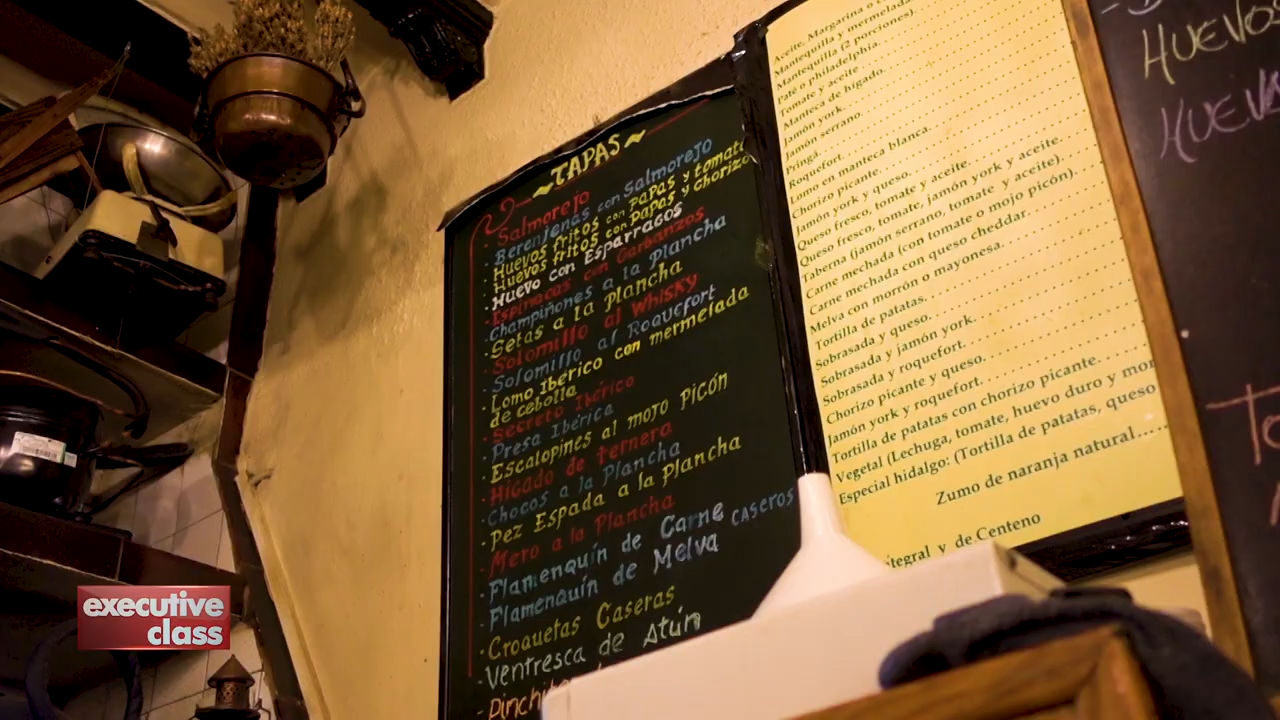 ~TAPAS~
· Salmorejo
· Berenjenas con Salmorejo
· Huevos fritos con papas y tomate
· Huevos fritos con papas y chorizo
· Huevo con Esparragos
· Espinacas con Garbanzos
· Champiñones a la Plancha
· Setas a la Plancha
· Solomillo al Whisky
· Solomillo al Roquefort
· Lomo Ibérico con mermelada
de cebolla
· Secreto Ibérico
· Presa Ibérica
· Escalopines al mojo picón
· Hígado de ternera
· Chocos a la Plancha
· Pez Espada a la Plancha
· Mero a la Plancha
· Flamenquín de Carne CASEROS
· Flamenquín de Melva
· Croquetas Caseras
· Ventresca de Atún
Aceite, Margarina o
Mantequilla y mermelada
Mantequilla (2 porciones)
Paté o philadelphia.
Tomate y aceite
Manteca de hígado.
Jamón york.
Jamón serrano.
Pringá.
Roquefort.
Lomo en manteca blanca.
Chorizo picante.
Jamón york y queso.
Queso fresco, tomate y aceite.
Queso fresco, tomate, jamón york y aceite.
Taberna (jamón serrano, tomate y aceite).
Carne mechada (con tomate o mojo picón).
Carne mechada con queso cheddar.
Melva con morrón o mayonesa.
Tortilla de patatas.
Sobrasada y queso.
Sobrasada y jamón york.
Sobrasada y roquefort.
Chorizo picante y queso.
Jamón york y roquefort.
Tortilla de patatas con chorizo picante.
Vegetal (Lechuga, tomate, huevo duro y
Especial hidalgo: (Tortilla de patatas, queso
Zumo de naranja natural.....
ntegral y de Centeno
HUEVOS
HUEVA
executive
class